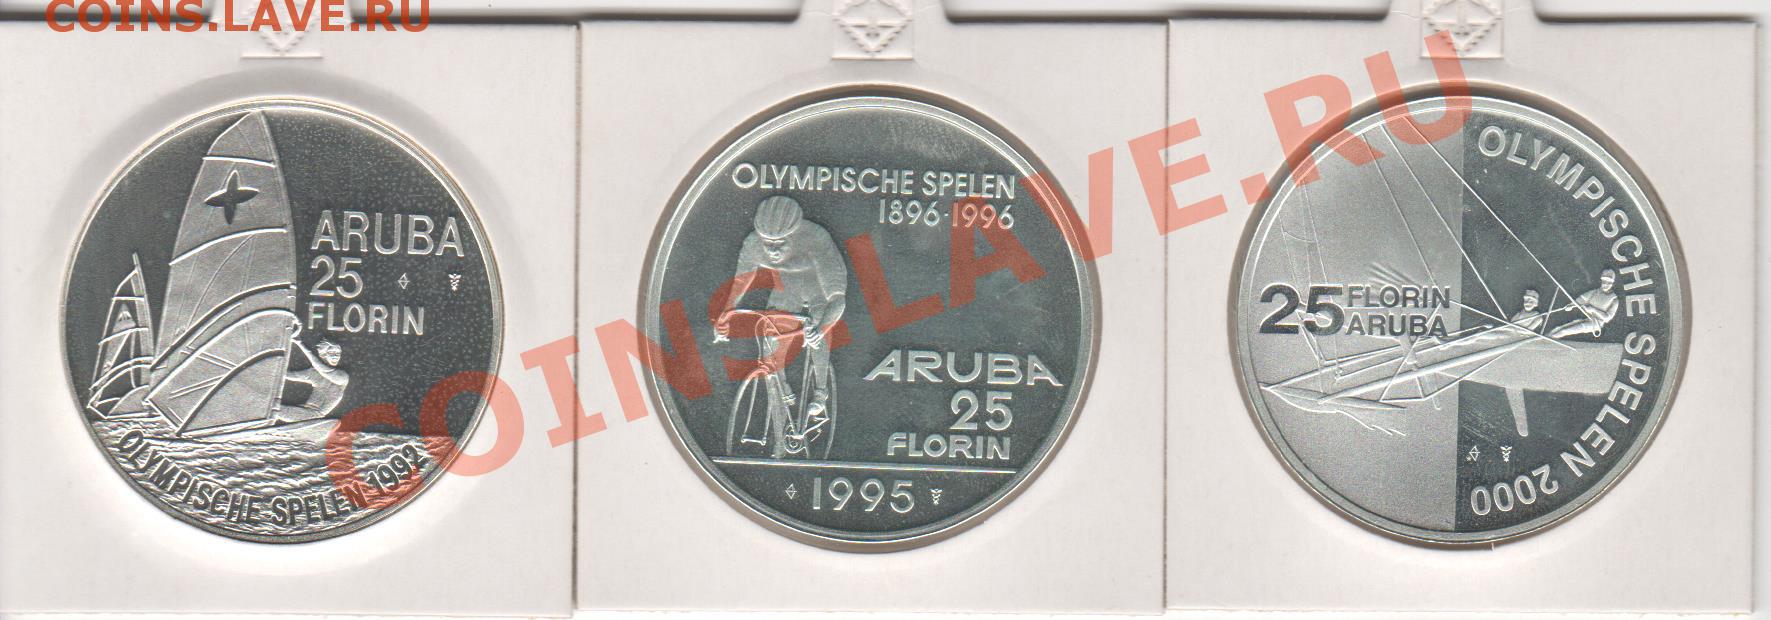 COINS.LAVE.RU
ARUBA
25
FLORIN
OLYMPISCHE SPELEN 1992
OLYMPISCHE SPELEN
1896·1996
ARUBA
25
FLORIN
1995
OLYMPISCHE SPELEN 2000
25 FLORIN
ARUBA
COINS.LAVE.RU